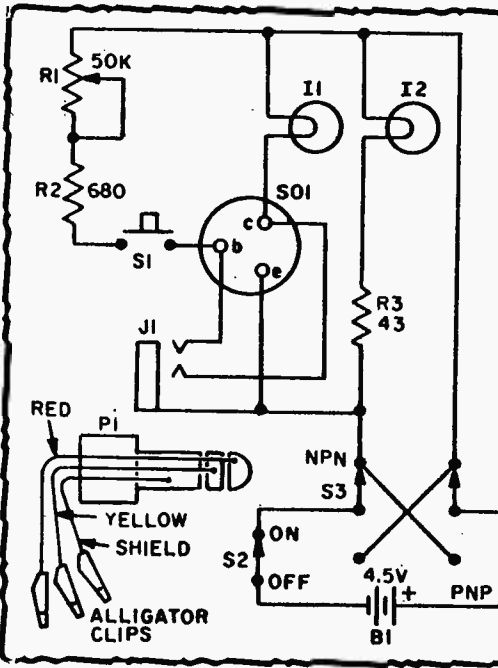 R1
50K
I1
I2
R2
680
SO1
c
b
e
S1
R3
43
J1
RED
P1
NPN
S3
YELLOW
SHIELD
ON
S2
OFF
4.5V
+
PNP
B1
ALLIGATOR
CLIPS